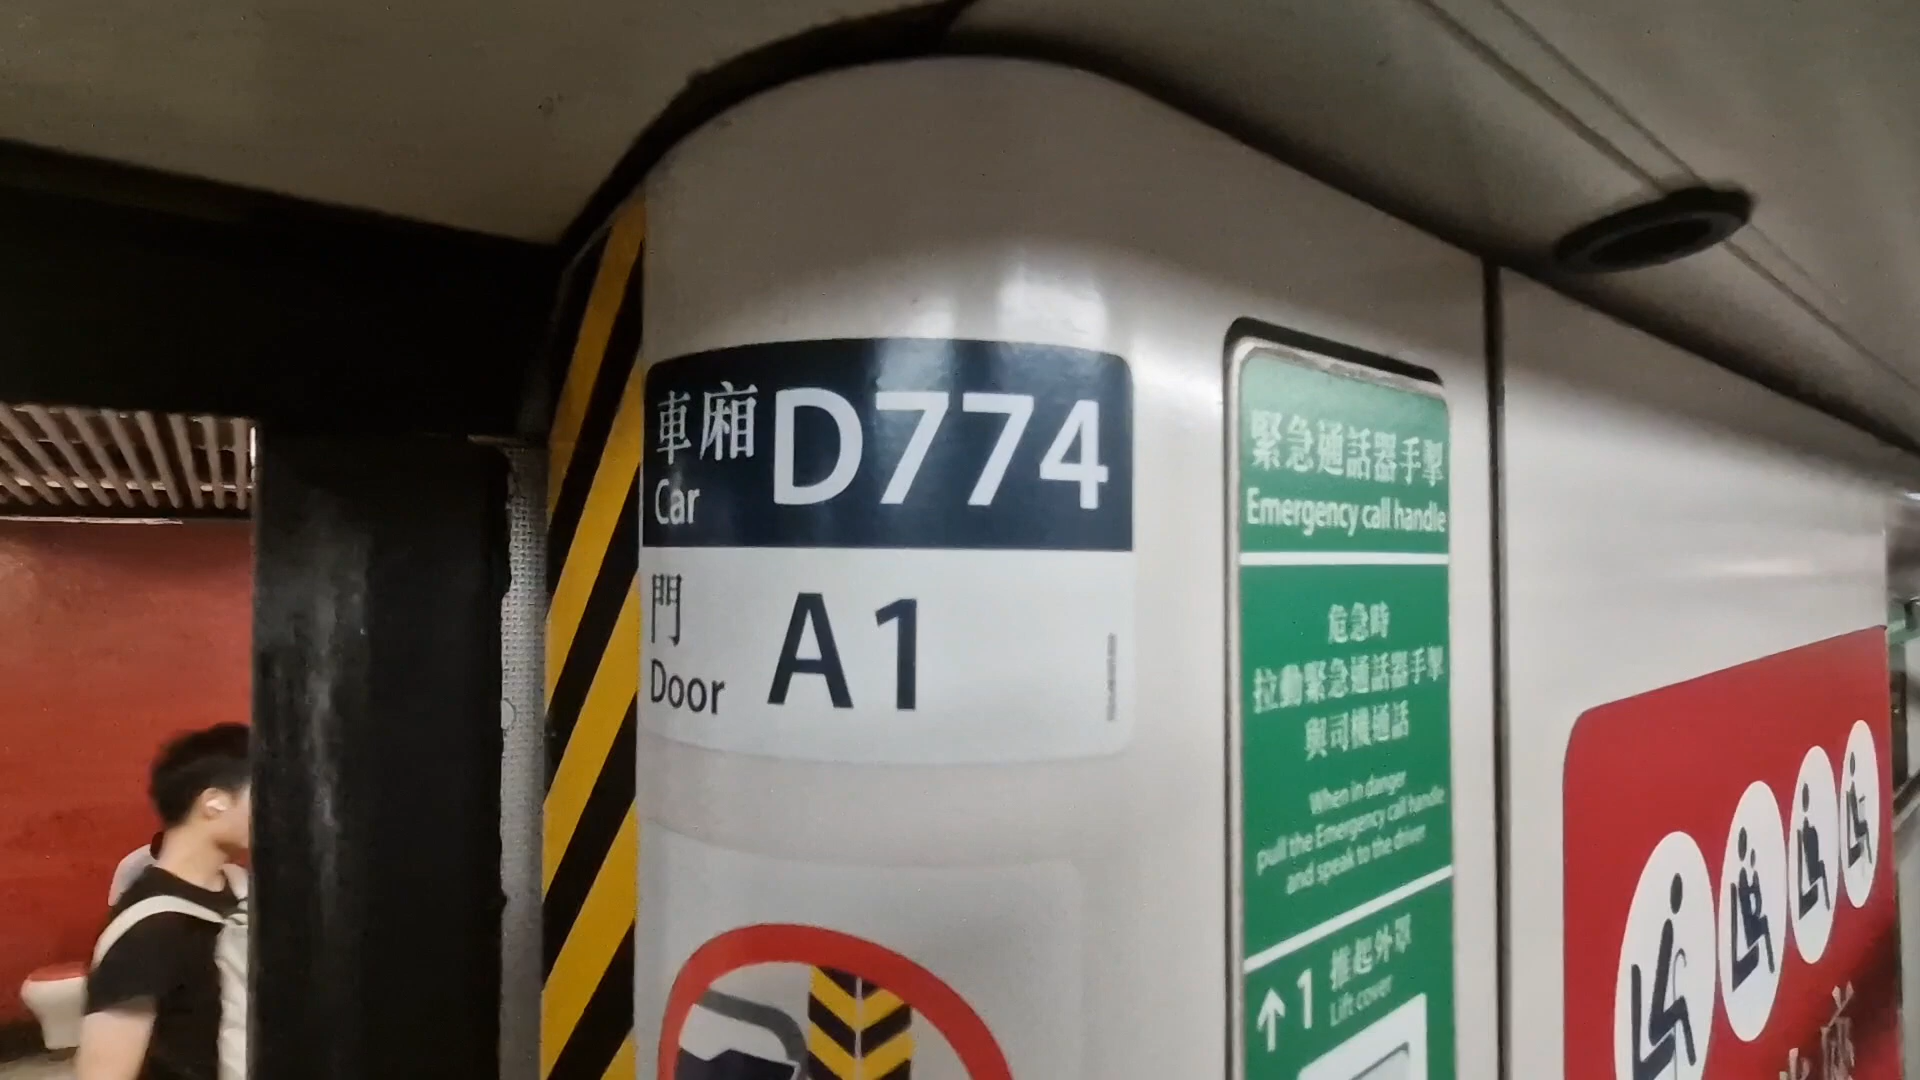 車廂 D774
Car
門 A1
Door
緊急通話器手掣
Emergency call handle
危急時
拉動緊急通話器手掣
與司機通話
When in danger
pull the Emergency call handle
and speak to the driver
↑ 1 推起外罩
Lift cover